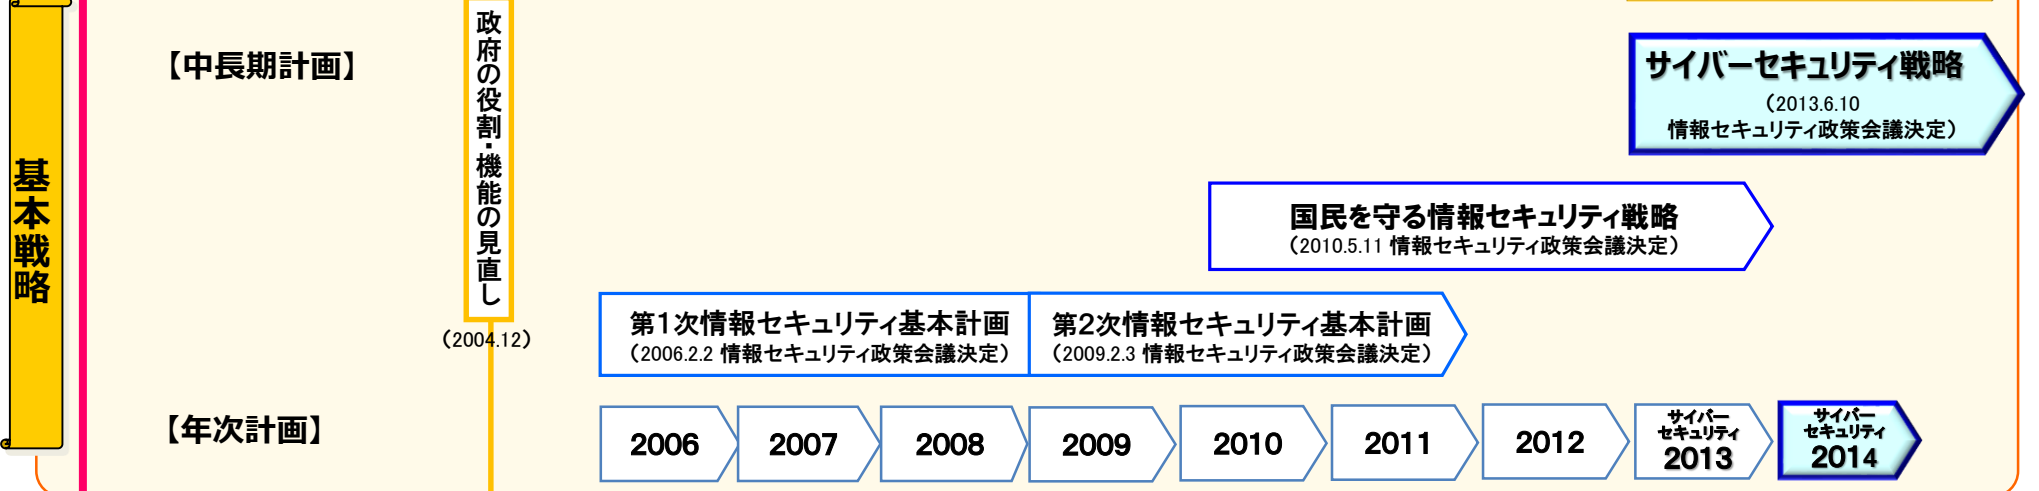 基本戦略
【中長期計画】
政府の役割・機能の見直し
（2004.12）
サイバーセキュリティ戦略
（2013.6.10
情報セキュリティ政策会議決定）
国民を守る情報セキュリティ戦略
（2010.5.11 情報セキュリティ政策会議決定）
第1次情報セキュリティ基本計画
（2006.2.2 情報セキュリティ政策会議決定）
第2次情報セキュリティ基本計画
（2009.2.3 情報セキュリティ政策会議決定）
【年次計画】
2006
2007
2008
2009
2010
2011
2012
サイバー
セキュリティ
2013
サイバー
セキュリティ
2014